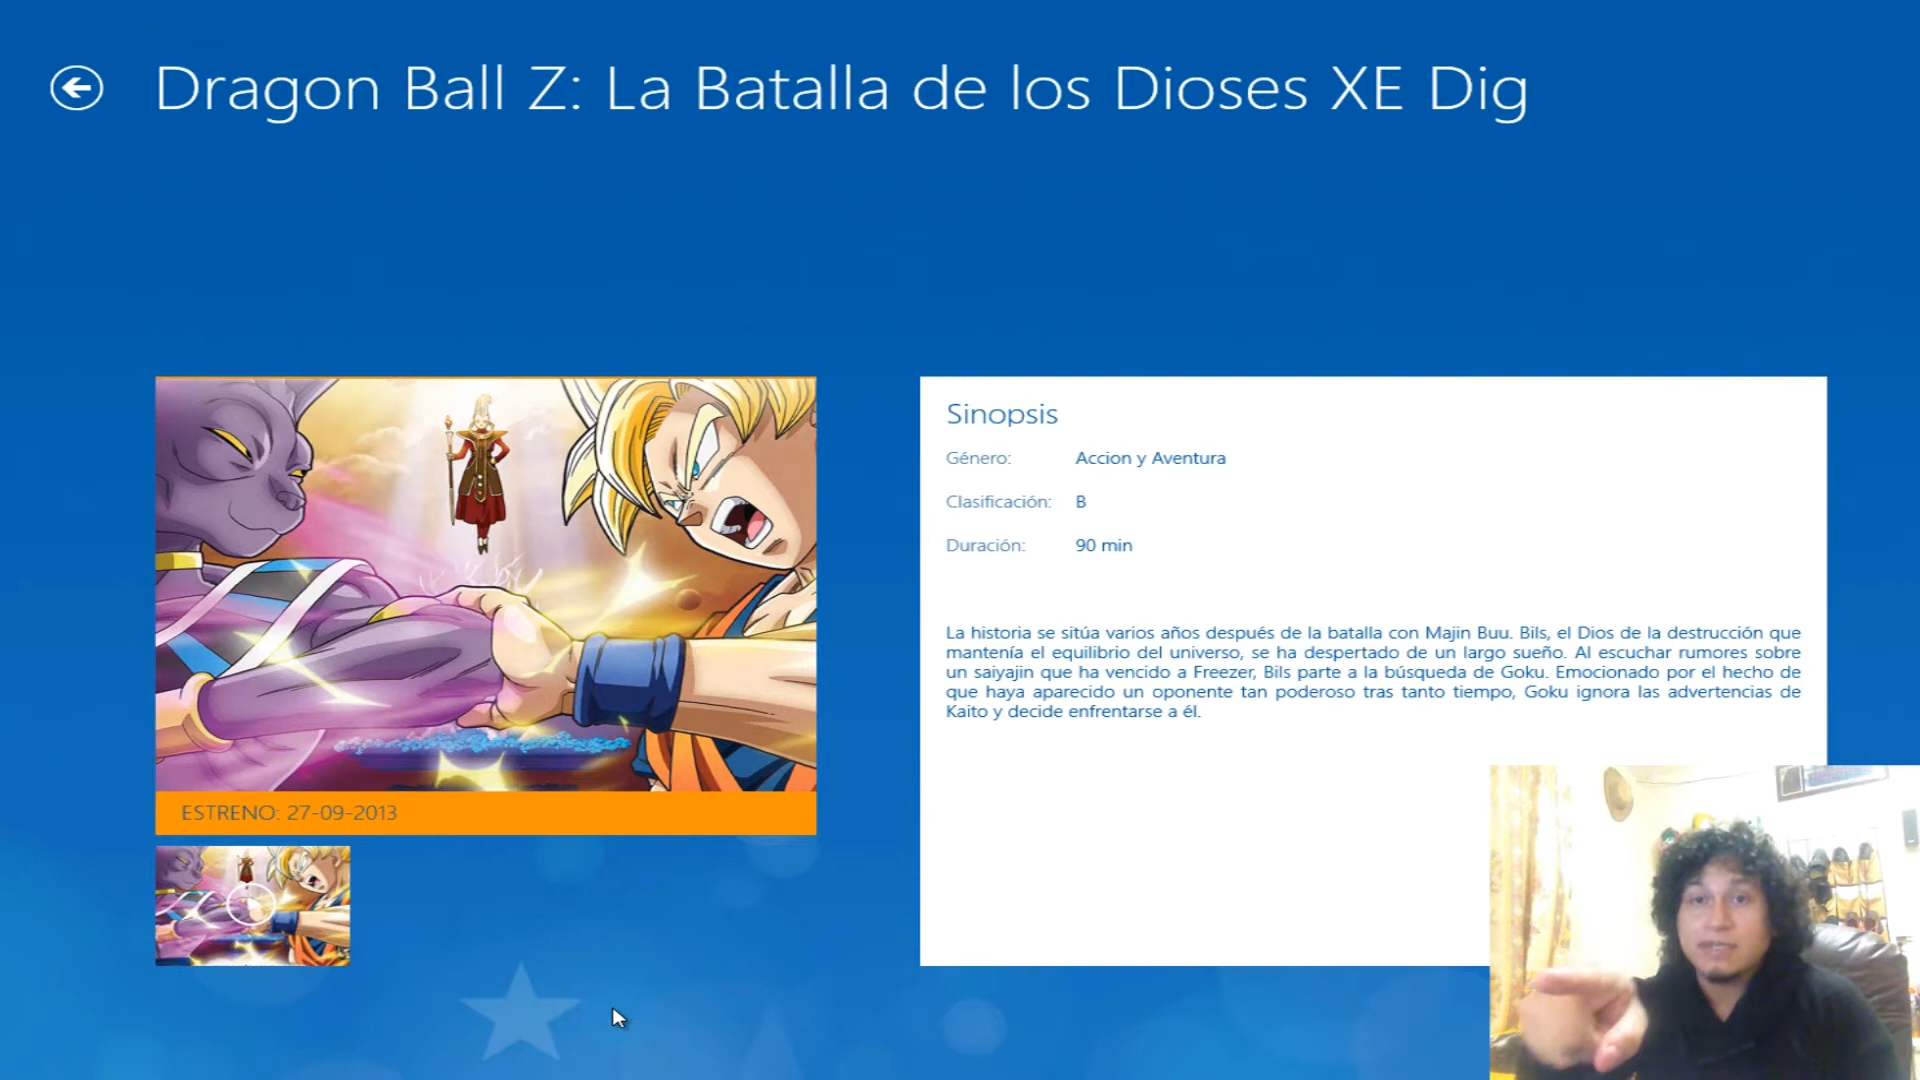 Dragon Ball Z: La Batalla de los Dioses XE Dig
ESTRENO: 27-09-2013
Sinopsis
Género: Accion y Aventura
Clasificación: B
Duración: 90 min
La historia se sitúa varios años después de la batalla con Majin Buu. Bils, el Dios de la destrucción que
mantenía el equilibrio del universo, se ha despertado de un largo sueño. Al escuchar rumores sobre
un saiyajin que ha vencido a Freezer, Bils parte a la búsqueda de Goku. Emocionado por el hecho de
que haya aparecido un oponente tan poderoso tras tanto tiempo, Goku ignora las advertencias de
Kaito y decide enfrentarse a él.